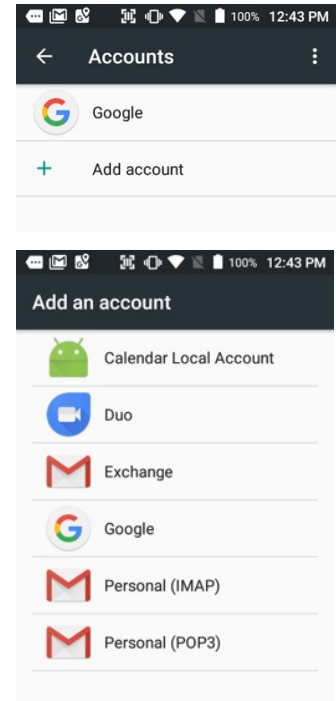 100% 12:43 PM
Accounts
Google
Add account
100% 12:43 PM
Add an account
Calendar Local Account
Duo
Exchange
Google
Personal (IMAP)
Personal (POP3)